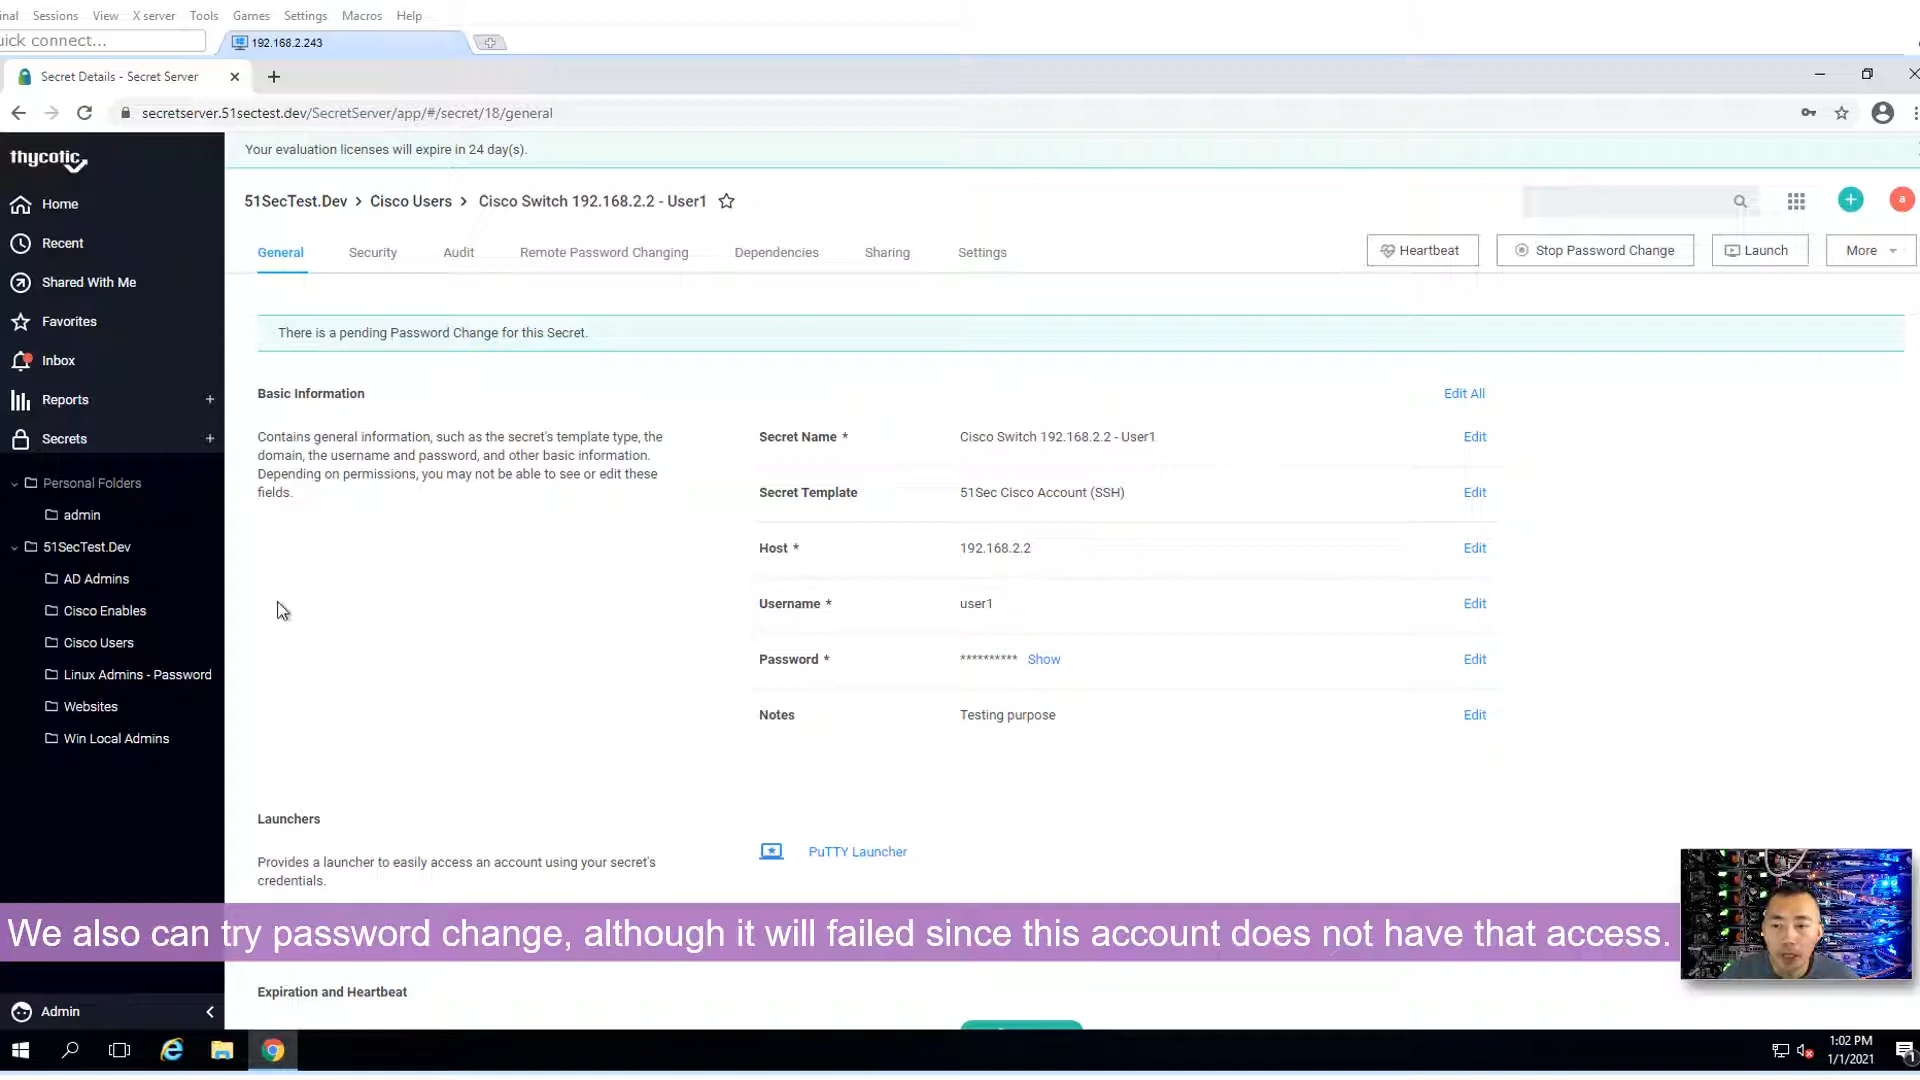 Sessions View X server Tools Games Settings Macros Help
uick connect...
192.168.2.243
Secret Details - Secret Server
secretserver.51sectest.dev/SecretServer/app/#/secret/18/general
thycotic
Your evaluation licenses will expire in 24 day(s).
51SecTest.Dev > Cisco Users > Cisco Switch 192.168.2.2 - User1
a
General Security Audit Remote Password Changing Dependencies Sharing Settings
Heartbeat Stop Password Change Launch More
There is a pending Password Change for this Secret.
Home
Recent
Shared With Me
Favorites
Inbox
Reports +
Secrets +
Personal Folders
admin
51SecTest.Dev
AD Admins
Cisco Enables
Cisco Users
Linux Admins - Password
Websites
Win Local Admins
Admin
Basic Information
Edit All
Contains general information, such as the secret's template type, the
domain, the username and password, and other basic information.
Depending on permissions, you may not be able to see or edit these
fields.
Secret Name * Cisco Switch 192.168.2.2 - User1 Edit
Secret Template 51Sec Cisco Account (SSH) Edit
Host * 192.168.2.2 Edit
Username * user1 Edit
Password * ********** Show Edit
Notes Testing purpose Edit
Launchers
Provides a launcher to easily access an account using your secret's
credentials.
PuTTY Launcher
We also can try password change, although it will failed since this account does not have that access.
Expiration and Heartbeat
1:02 PM
1/1/2021
1